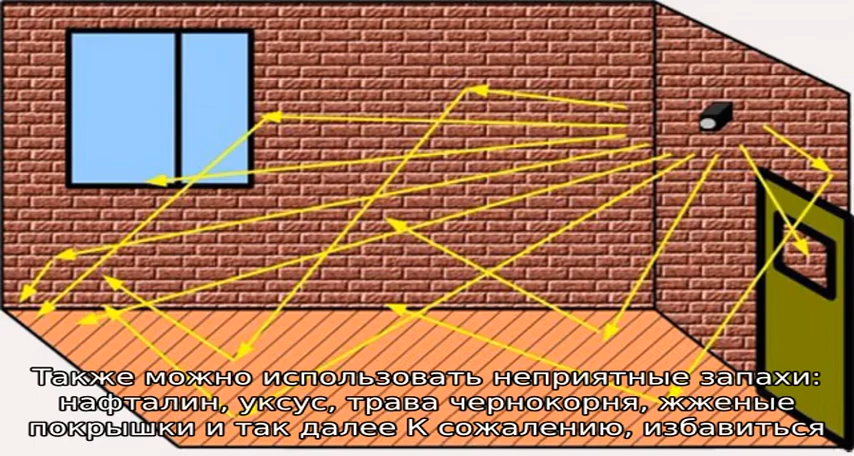 Также можно использовать неприятные запахи:
нафталин, уксус, трава чернокорня, жженые
покрышки и так далее К сожалению, избавиться